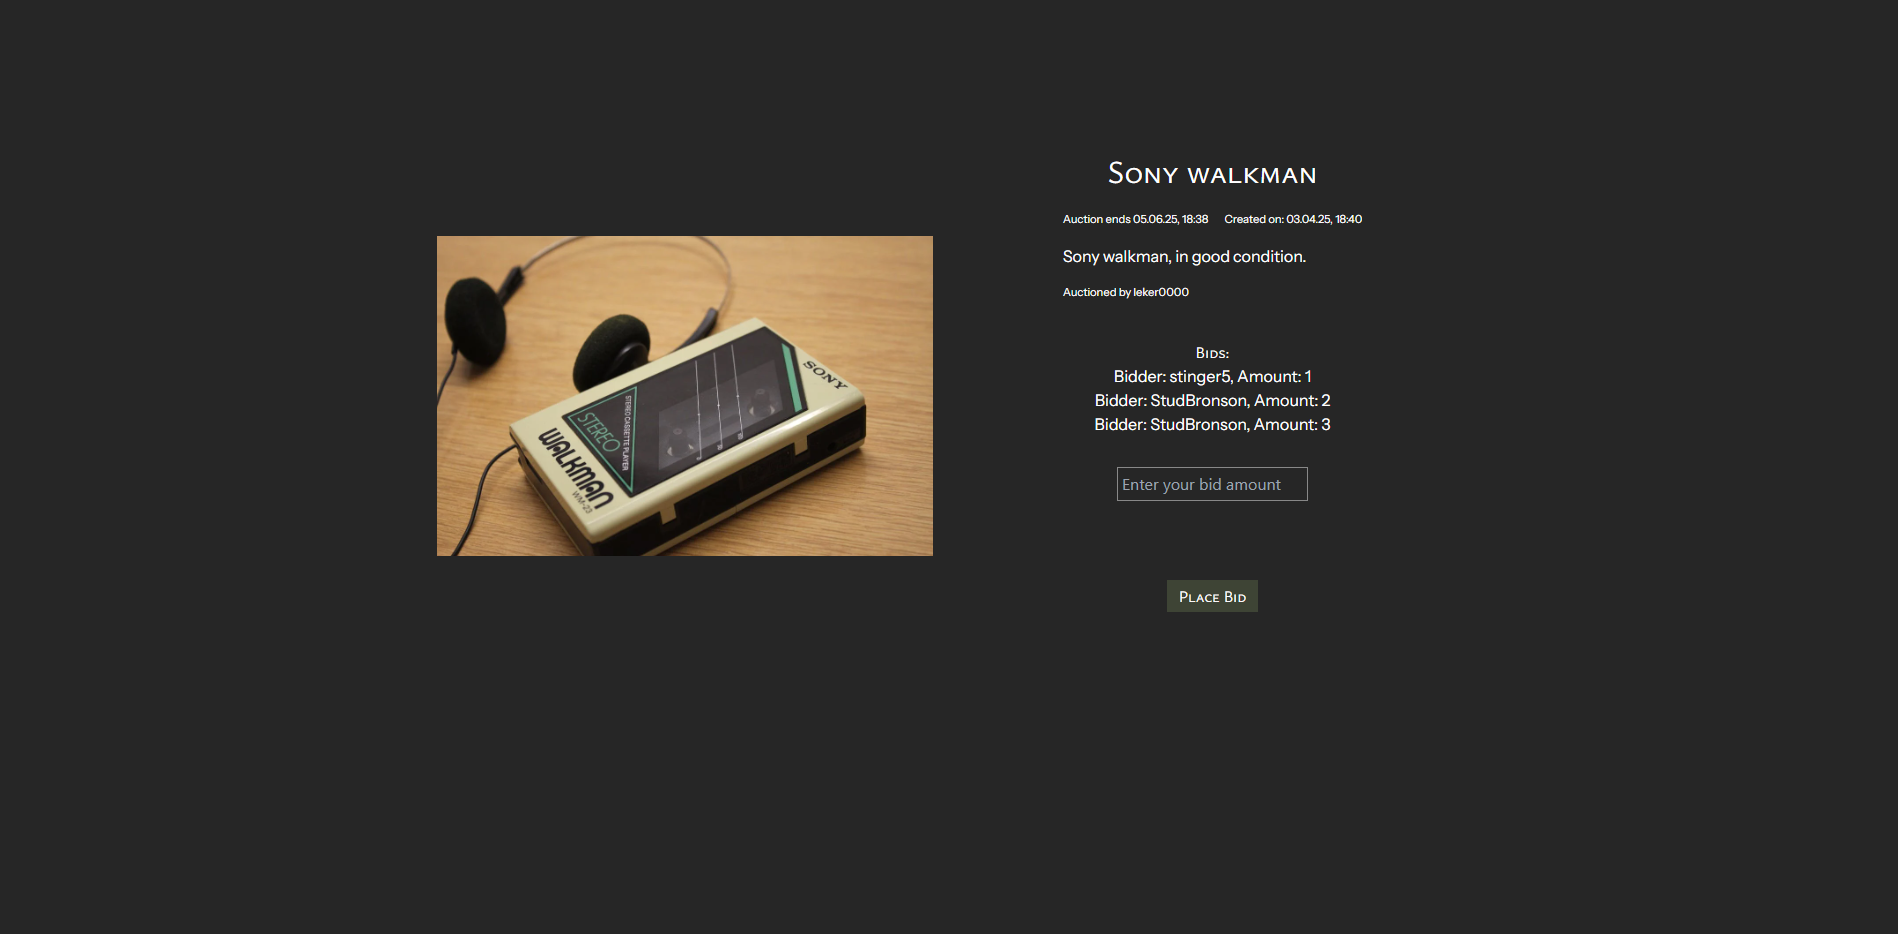 Sony walkman
Auction ends 05.06.25, 18:38 Created on: 03.04.25, 18:40
Sony walkman, in good condition.
Auctioned by leker0000
Bids:
Bidder: stinger5, Amount: 1
Bidder: StudBronson, Amount: 2
Bidder: StudBronson, Amount: 3
Enter your bid amount
Place Bid
SONY
STEREO CASSETTE PLAYER
STEREO
WALKMAN
WM-23